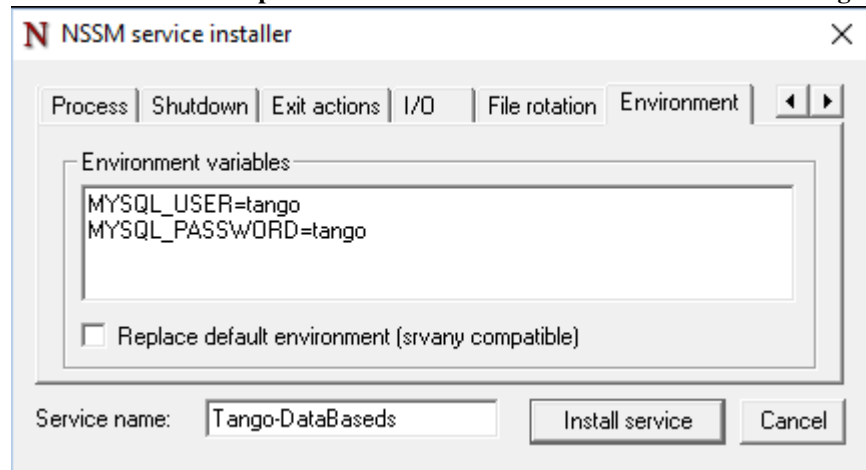 NSSM service installer
Process Shutdown Exit actions I/O File rotation Environment
Environment variables
MYSQL_USER=tango
MYSQL_PASSWORD=tango
Replace default environment (srvany compatible)
Service name: Tango-DataBaseds Install service Cancel